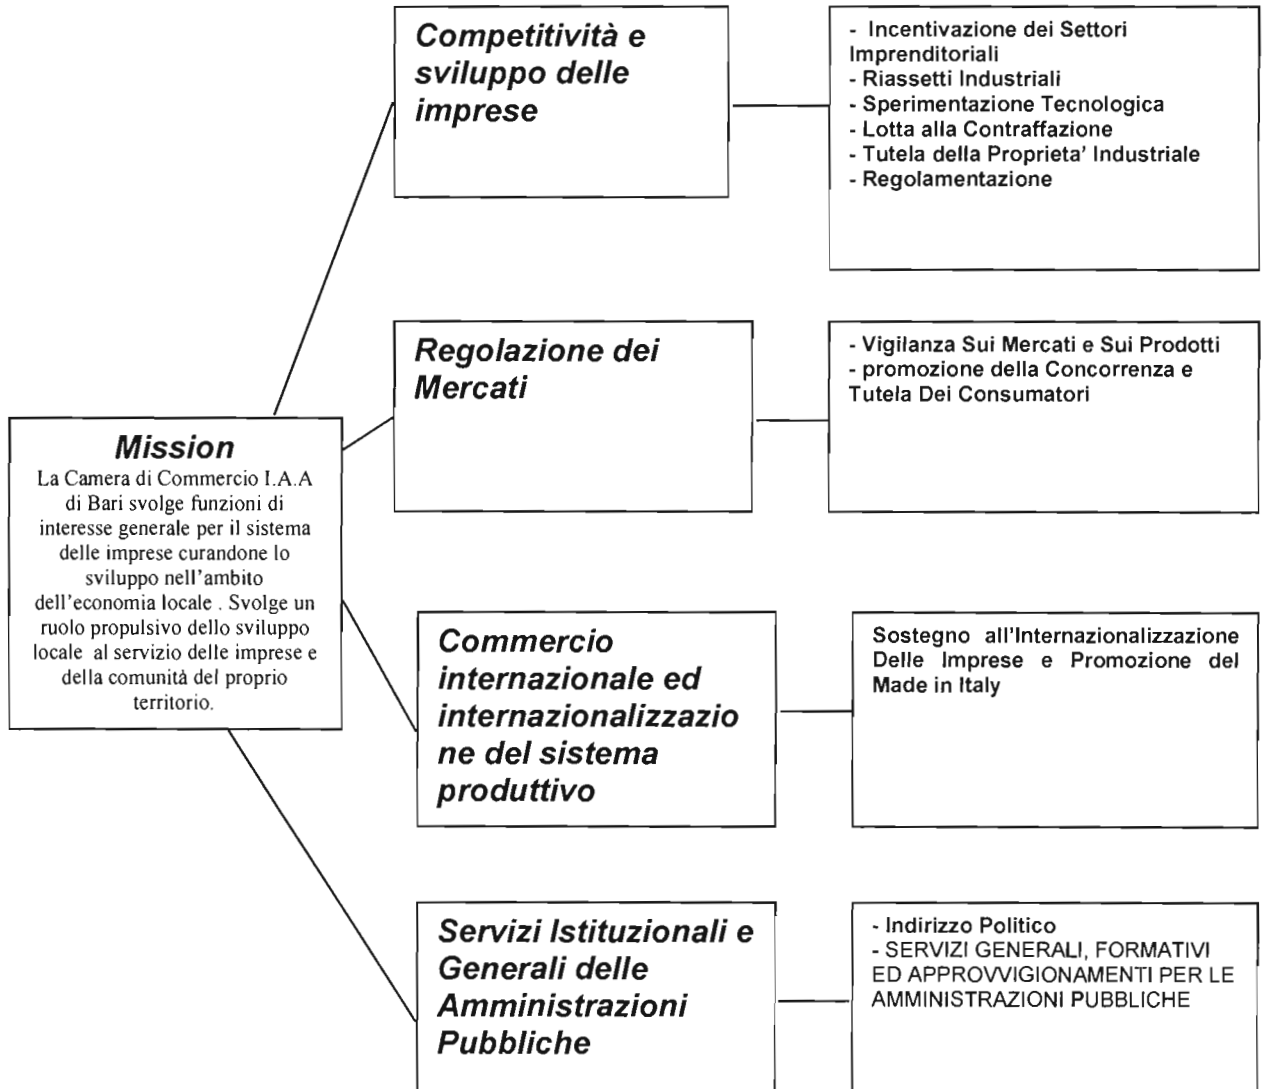 Competitività e
sviluppo delle
imprese
-  Incentivazione dei Settori
Imprenditoriali
- Riassetti Industriali
- Sperimentazione Tecnologica
- Lotta alla Contraffazione
- Tutela della Proprieta' Industriale
- Regolamentazione
Regolazione dei
Mercati
- Vigilanza Sui Mercati e Sui Prodotti
- promozione della Concorrenza e
Tutela Dei Consumatori
Mission
La Camera di Commercio I.A.A
di Bari svolge funzioni di
interesse generale per il sistema
delle imprese curandone lo
sviluppo nell'ambito
dell'economia locale . Svolge un
ruolo propulsivo dello sviluppo
locale al servizio delle imprese e
della comunità del proprio
territorio.
Commercio
internazionale ed
internazionalizzazio
ne del sistema
produttivo
Sostegno all'Internazionalizzazione
Delle Imprese e Promozione del
Made in Italy
Servizi Istituzionali e
Generali delle
Amministrazioni
Pubbliche
- Indirizzo Politico
- SERVIZI GENERALI, FORMATIVI
ED APPROVVIGIONAMENTI PER LE
AMMINISTRAZIONI PUBBLICHE